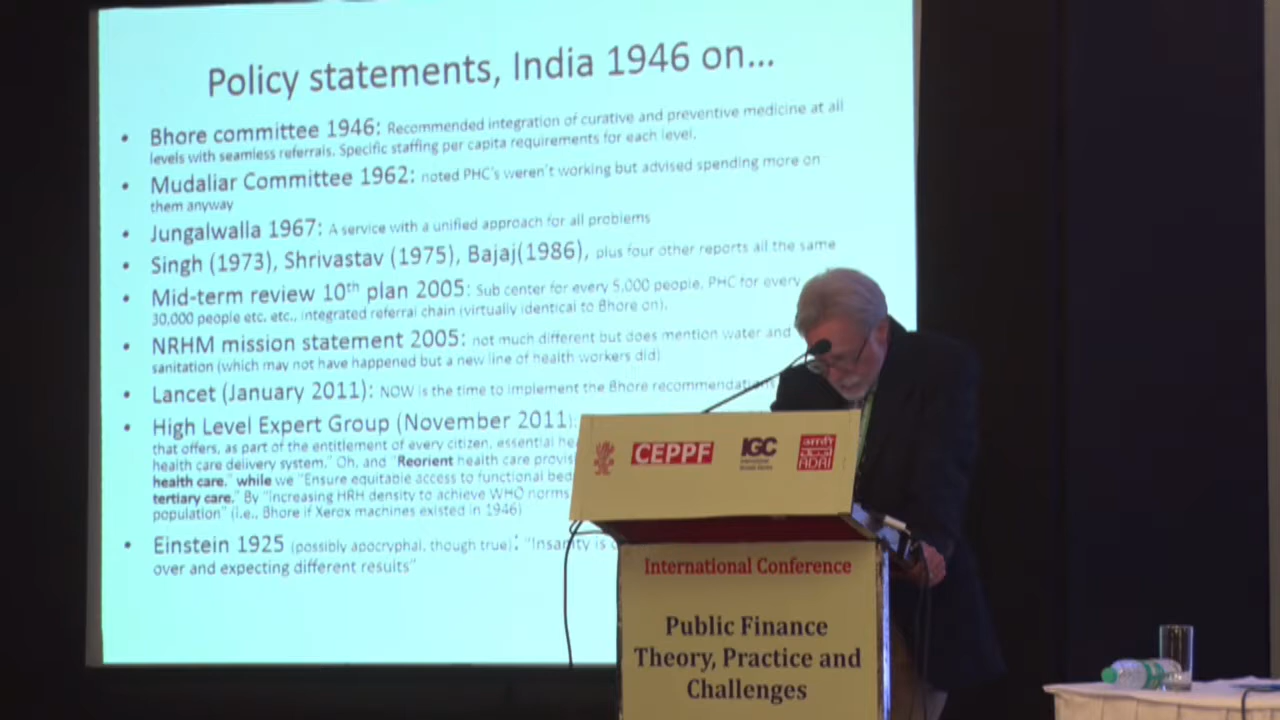 Policy statements, India 1946 on...
• Bhore committee 1946: Recommended integration of curative and preventive medicine at all
levels with seamless referrals. Specific staffing per capita requirements for each level.
• Mudaliar Committee 1962: noted PHC's weren't working but advised spending more on
them anyway
• Jungalwalla 1967: A service with a unified approach for all problems
• Singh (1973), Shrivastav (1975), Bajaj(1986), plus four other reports all the same
• Mid-term review 10th plan 2005: Sub center for every 5,000 people, PHC for every
30,000 people etc. etc., integrated referral chain (virtually identical to Bhore on).
• NRHM mission statement 2005: not much different but does mention water and
sanitation (which may not have happened but a new line of health workers did)
• Lancet (January 2011): NOW is the time to implement the Bhore recommendations
• High Level Expert Group (November 2011):
that offers, as part of the entitlement of every citizen, essential
health care delivery system." Oh, and "Reorient health care
health care." while we "Ensure equitable access to functional
tertiary care." By "increasing HRH density to achieve WHO norms
population" (i.e., Bhore if Xerox machines existed in 1946)
• Einstein 1925 (possibly apocryphal, though true): "Insanity is
over and expecting different results"
CEPPF
IGC
International
Growth Centre
अदाई
ADRI
International Conference
Public Finance
Theory, Practice and
Challenges